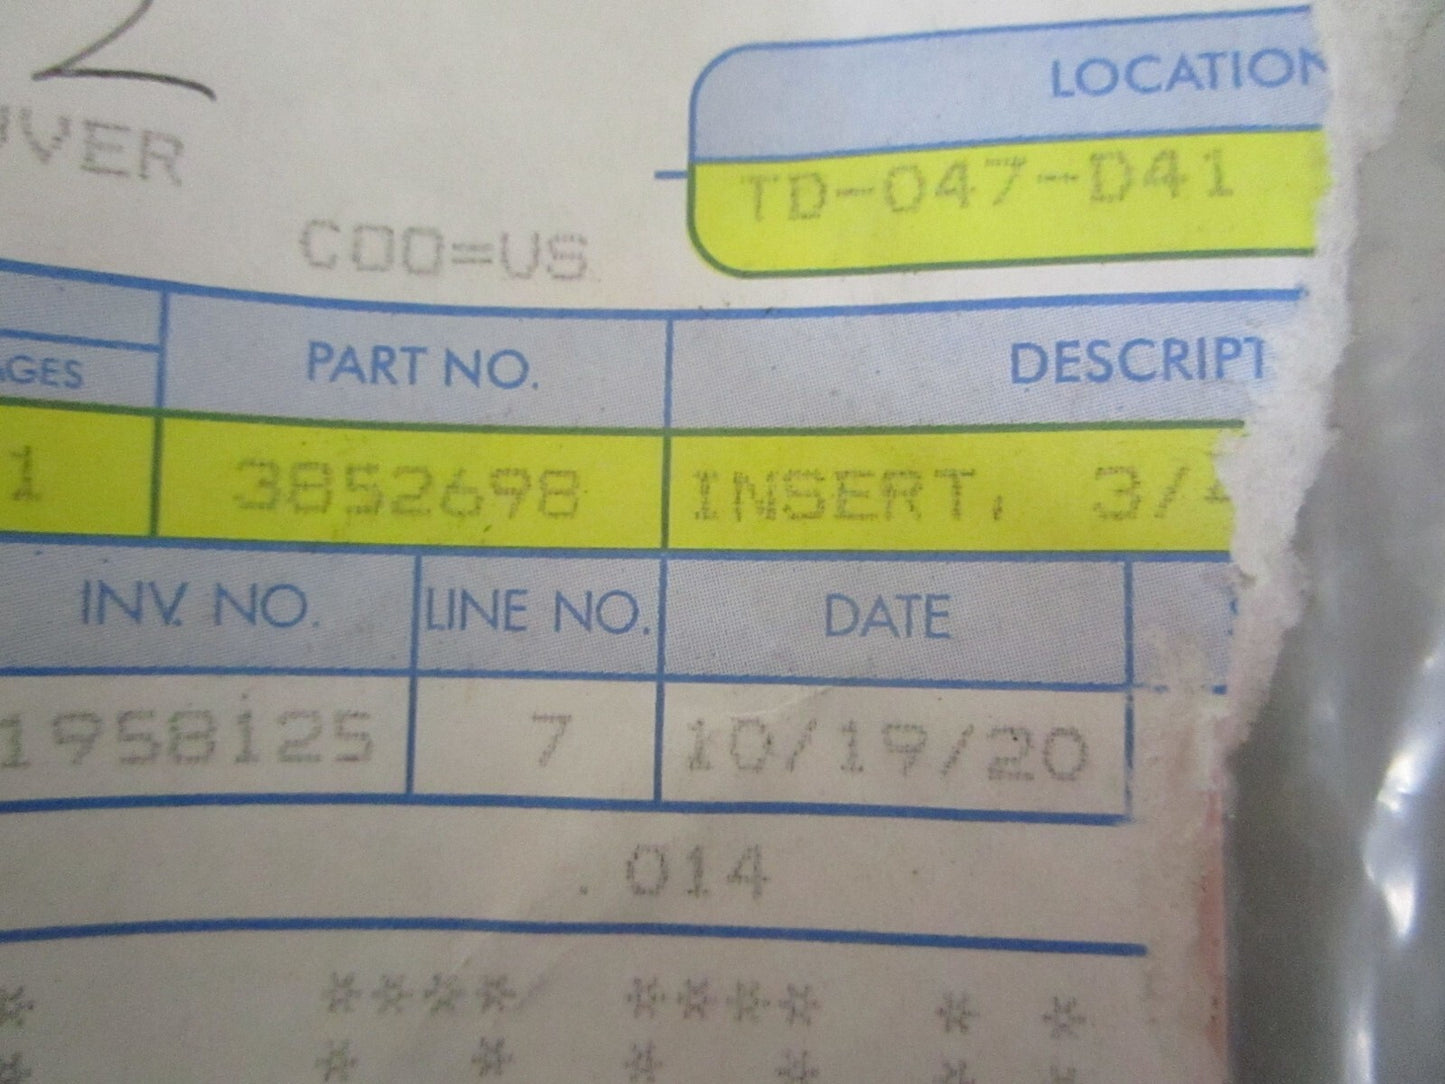 2
LOCATION
VER
TD-047-D41
COO=US
GES PART NO. DESCRIPT
1 3852698 INSERT, 3/4
INV. NO. LINE NO. DATE
1958125 7 10/19/20
.014
* **** **** * *
* * * * * * *